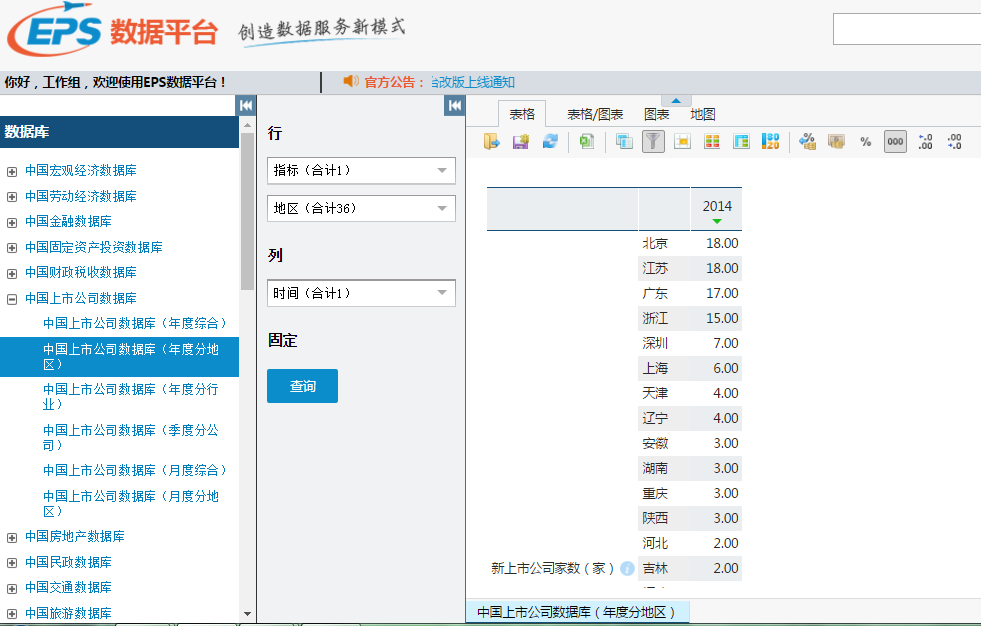 EPS 数据平台 创造数据服务新模式
你好，工作组，欢迎使用EPS数据平台！
官方公告： 台改版上线通知
数据库
中国宏观经济数据库
中国劳动经济数据库
中国金融数据库
中国固定资产投资数据库
中国财政税收数据库
中国上市公司数据库
中国上市公司数据库（年度综合）
中国上市公司数据库（年度分地
区）
中国上市公司数据库（年度分行
业）
中国上市公司数据库（季度分公
司）
中国上市公司数据库（月度综合）
中国上市公司数据库（月度分地
区）
中国房地产数据库
中国民政数据库
中国交通数据库
中国旅游数据库
行
指标（合计1）
地区（合计36）
列
时间（合计1）
固定
查询
表格 表格/图表 图表 地图
% 000 .0 .00 .00 .0
2014
北京 18.00
江苏 18.00
广东 17.00
浙江 15.00
深圳 7.00
上海 6.00
天津 4.00
辽宁 4.00
安徽 3.00
湖南 3.00
重庆 3.00
陕西 3.00
河北 2.00
新上市公司家数（家） 吉林 2.00
中国上市公司数据库（年度分地区）